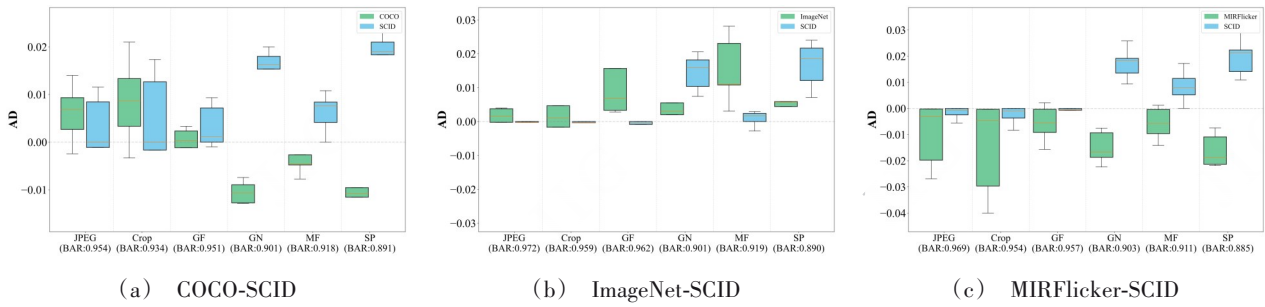 COCO
SCID
0.02
0.01
0.00
−0.01
AD
JPEG
(BAR:0.954)
Crop
(BAR:0.934)
GF
(BAR:0.951)
GN
(BAR:0.901)
MF
(BAR:0.918)
SP
(BAR:0.891)
(a) COCO-SCID
ImageNet
SCID
0.03
0.02
0.01
0.00
−0.01
−0.02
−0.03
AD
JPEG
(BAR:0.972)
Crop
(BAR:0.959)
GF
(BAR:0.962)
GN
(BAR:0.901)
MF
(BAR:0.919)
SP
(BAR:0.890)
(b) ImageNet-SCID
MIRFlicker
SCID
0.03
0.02
0.01
0.00
−0.01
−0.02
−0.03
−0.04
AD
JPEG
(BAR:0.969)
Crop
(BAR:0.954)
GF
(BAR:0.957)
GN
(BAR:0.903)
MF
(BAR:0.911)
SP
(BAR:0.885)
(c) MIRFlicker-SCID